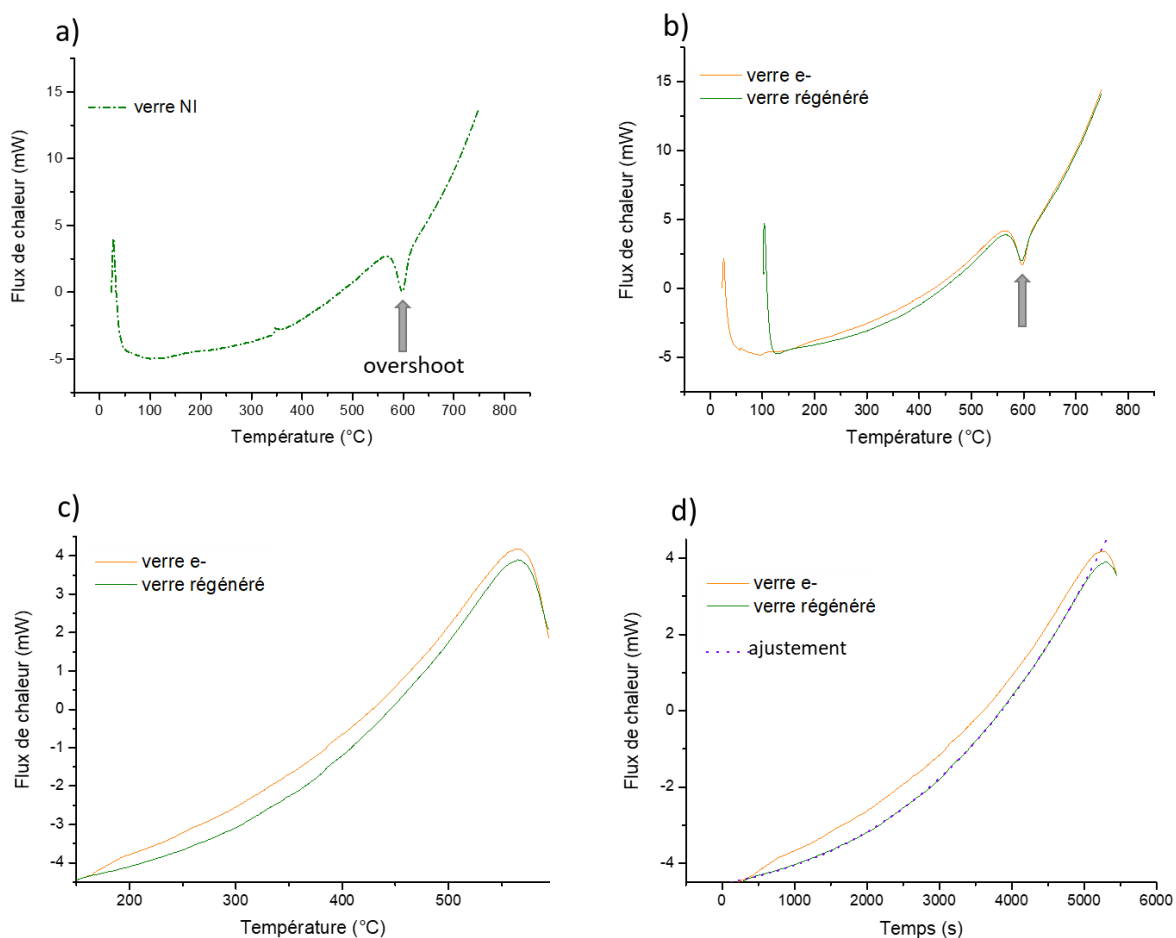 a)
verre NI
Flux de chaleur (mW)
15
10
5
0
-5
overshoot
0 100 200 300 400 500 600 700 800
Température (°C)
b)
verre e-
verre régénéré
Flux de chaleur (mW)
15
10
5
0
-5
0 100 200 300 400 500 600 700 800
Température (°C)
c)
verre e-
verre régénéré
Flux de chaleur (mW)
4
3
2
1
0
-1
-2
-3
-4
200 300 400 500
Température (°C)
d)
verre e-
verre régénéré
ajustement
Flux de chaleur (mW)
4
2
0
-2
-4
0 1000 2000 3000 4000 5000 6000
Temps (s)